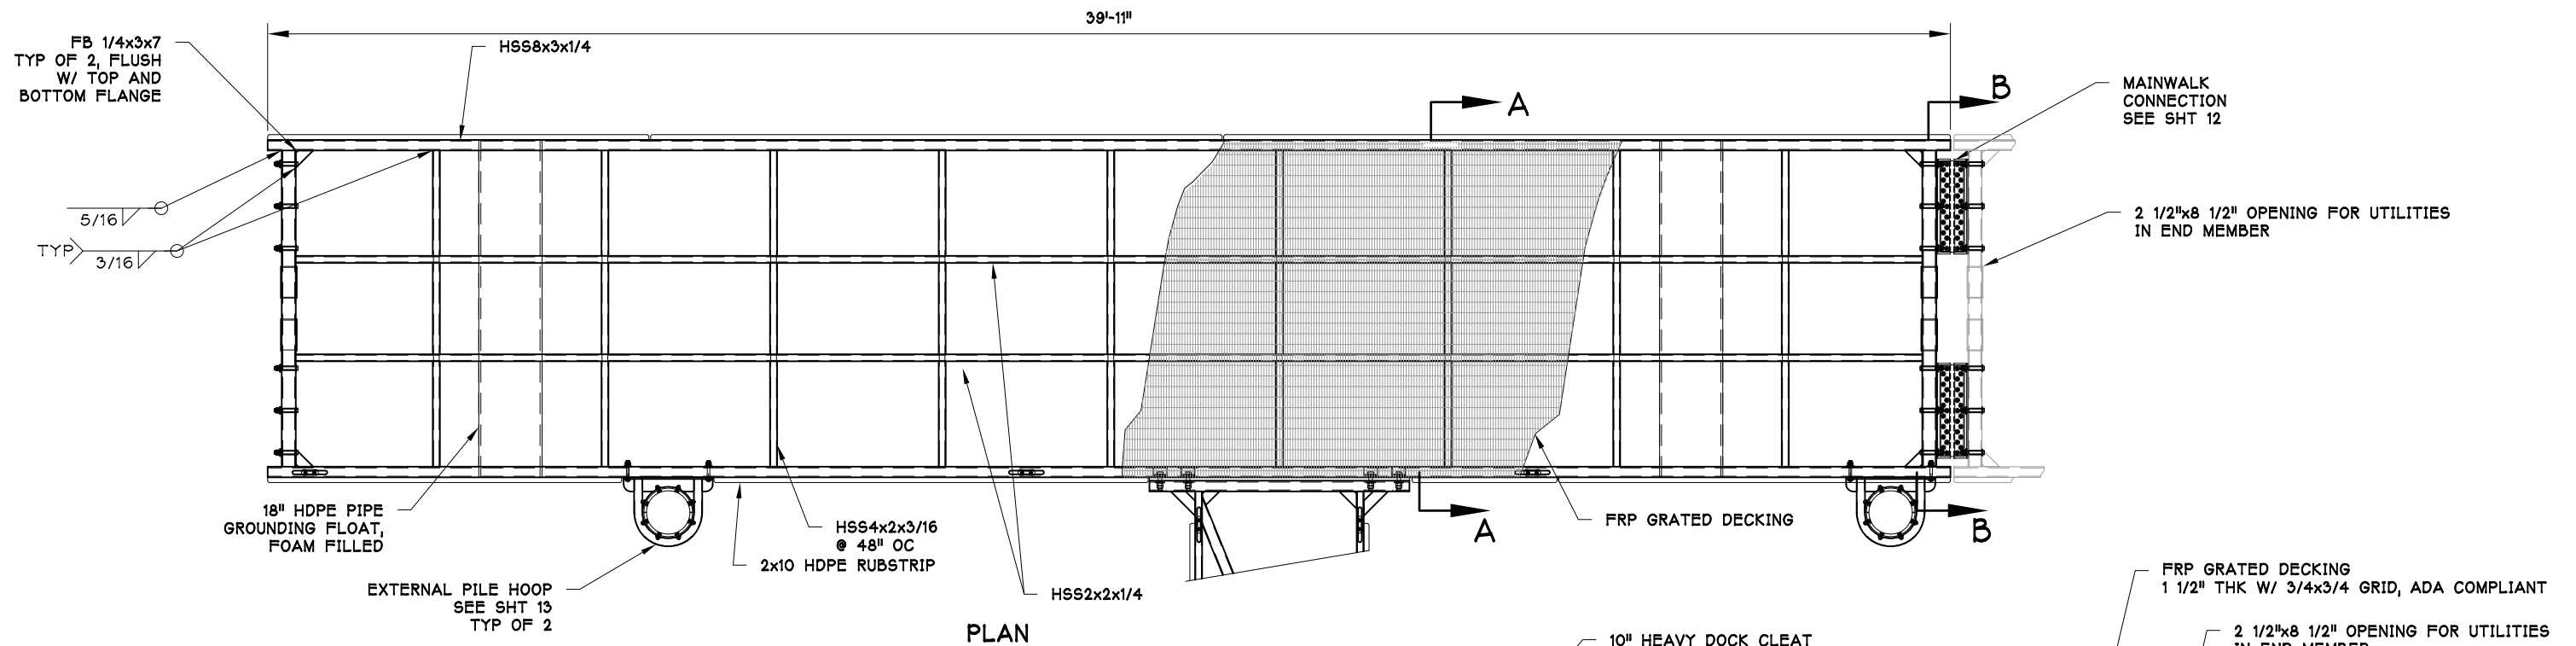 39'-11"
FB 1/4x3x7
TYP OF 2, FLUSH
W/ TOP AND
BOTTOM FLANGE
HSS8x3x1/4
A
B
MAINWALK
CONNECTION
SEE SHT 12
5/16
TYP
3/16
2 1/2"x8 1/2" OPENING FOR UTILITIES
IN END MEMBER
18" HDPE PIPE
GROUNDING FLOAT,
FOAM FILLED
HSS4x2x3/16
@ 48" OC
2x10 HDPE RUBSTRIP
A
FRP GRATED DECKING
B
EXTERNAL PILE HOOP
SEE SHT 13
TYP OF 2
HSS2x2x1/4
PLAN
FRP GRATED DECKING
1 1/2" THK W/ 3/4x3/4 GRID, ADA COMPLIANT
10" HEAVY DOCK CLEAT
2 1/2"x8 1/2" OPENING FOR UTILITIES
IN END MEMBER